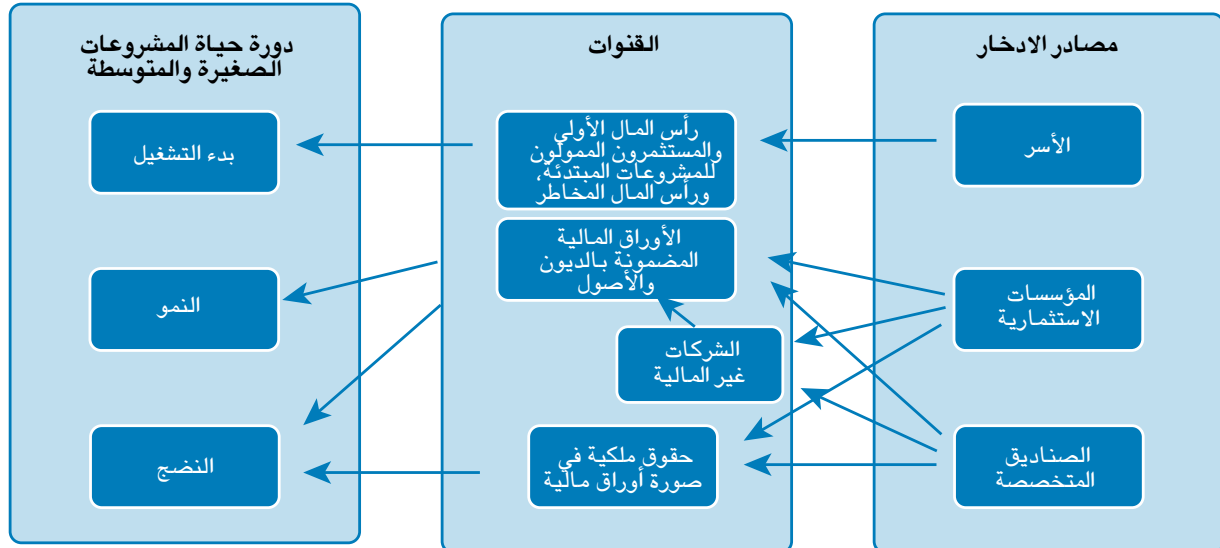 مصادر الادخار
الأسر
المؤسسات
الاستثمارية
الصناديق
المتخصصة
القنوات
رأس المال الأولي
والمستثمرون الممولون
للمشروعات المبتدئة،
ورأس المال المخاطر
الأوراق المالية
المضمونة بالديون
والأصول
الشركات
غير المالية
حقوق ملكية في
صورة أوراق مالية
دورة حياة المشروعات
الصغيرة والمتوسطة
بدء التشغيل
النمو
النضج